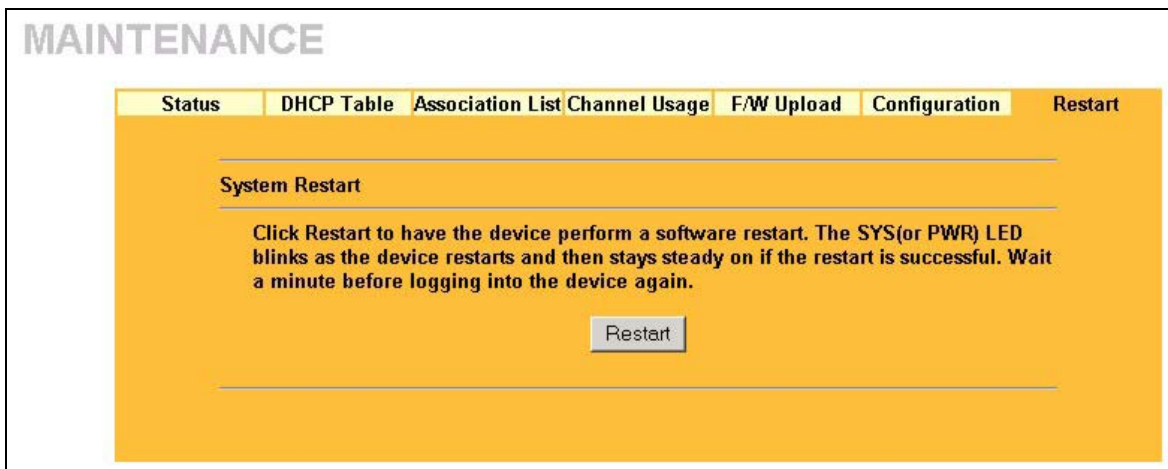 MAINTENANCE
Status DHCP Table Association List Channel Usage F/W Upload Configuration Restart
System Restart
Click Restart to have the device perform a software restart. The SYS(or PWR) LED
blinks as the device restarts and then stays steady on if the restart is successful. Wait
a minute before logging into the device again.
Restart